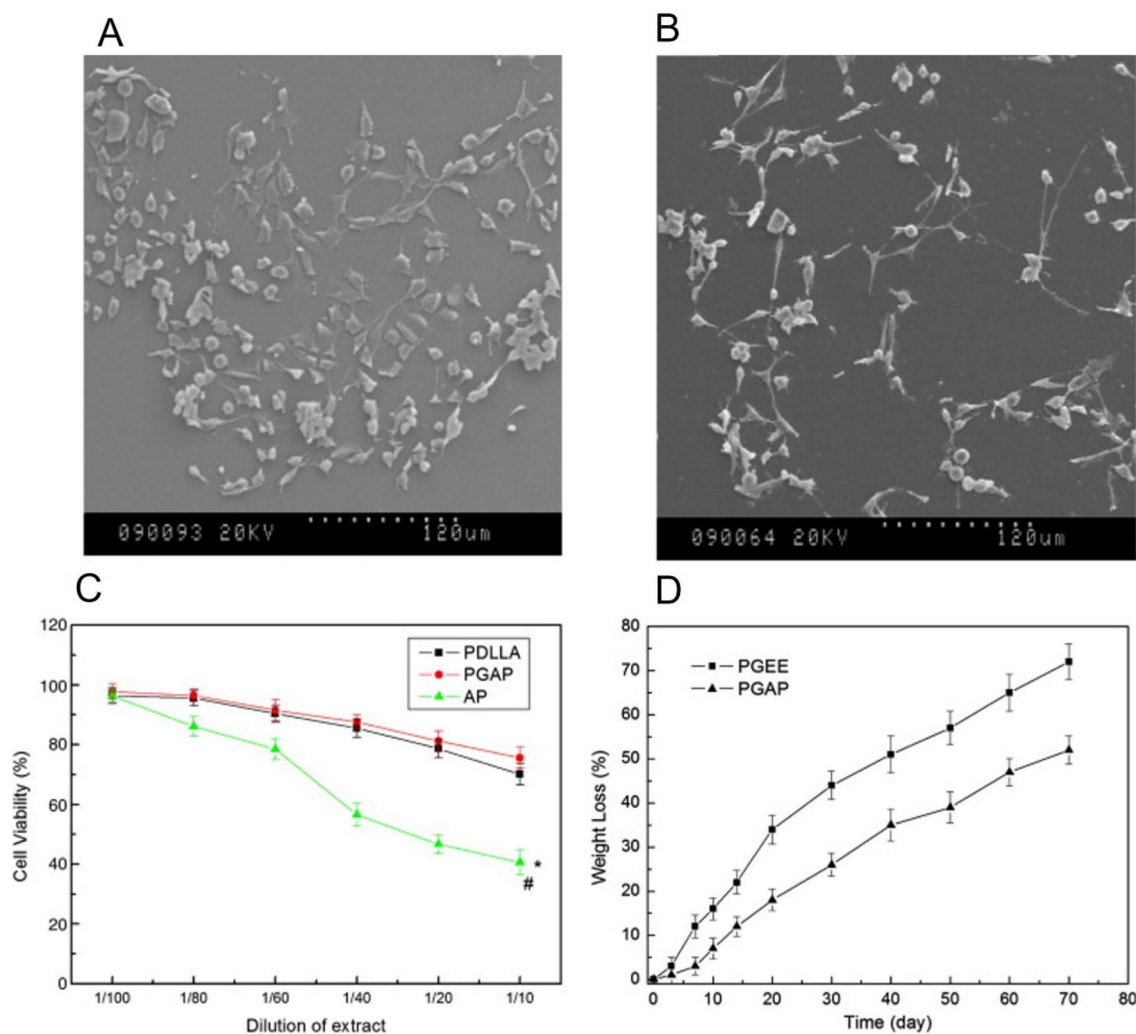 A
B
090093 20KV 120um
090064 20KV 120um
C
D
120
100
80
60
40
20
0
Cell Viability (%)
PDLLA
PGAP
AP
*
#
1/100 1/80 1/60 1/40 1/20 1/10
Dilution of extract
80
70
60
50
40
30
20
10
0
Weight Loss (%)
PGEE
PGAP
0 10 20 30 40 50 60 70 80
Time (day)